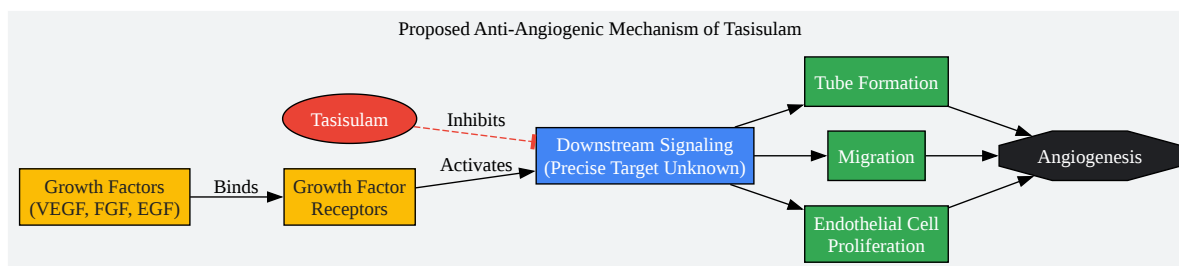 Proposed Anti-Angiogenic Mechanism of Tasisulam
Tube Formation
Tasisulam
Inhibits
Downstream Signaling
(Precise Target Unknown)
Migration
Angiogenesis
Activates
Growth Factors
(VEGF, FGF, EGF)
Binds
Growth Factor
Receptors
Endothelial Cell
Proliferation